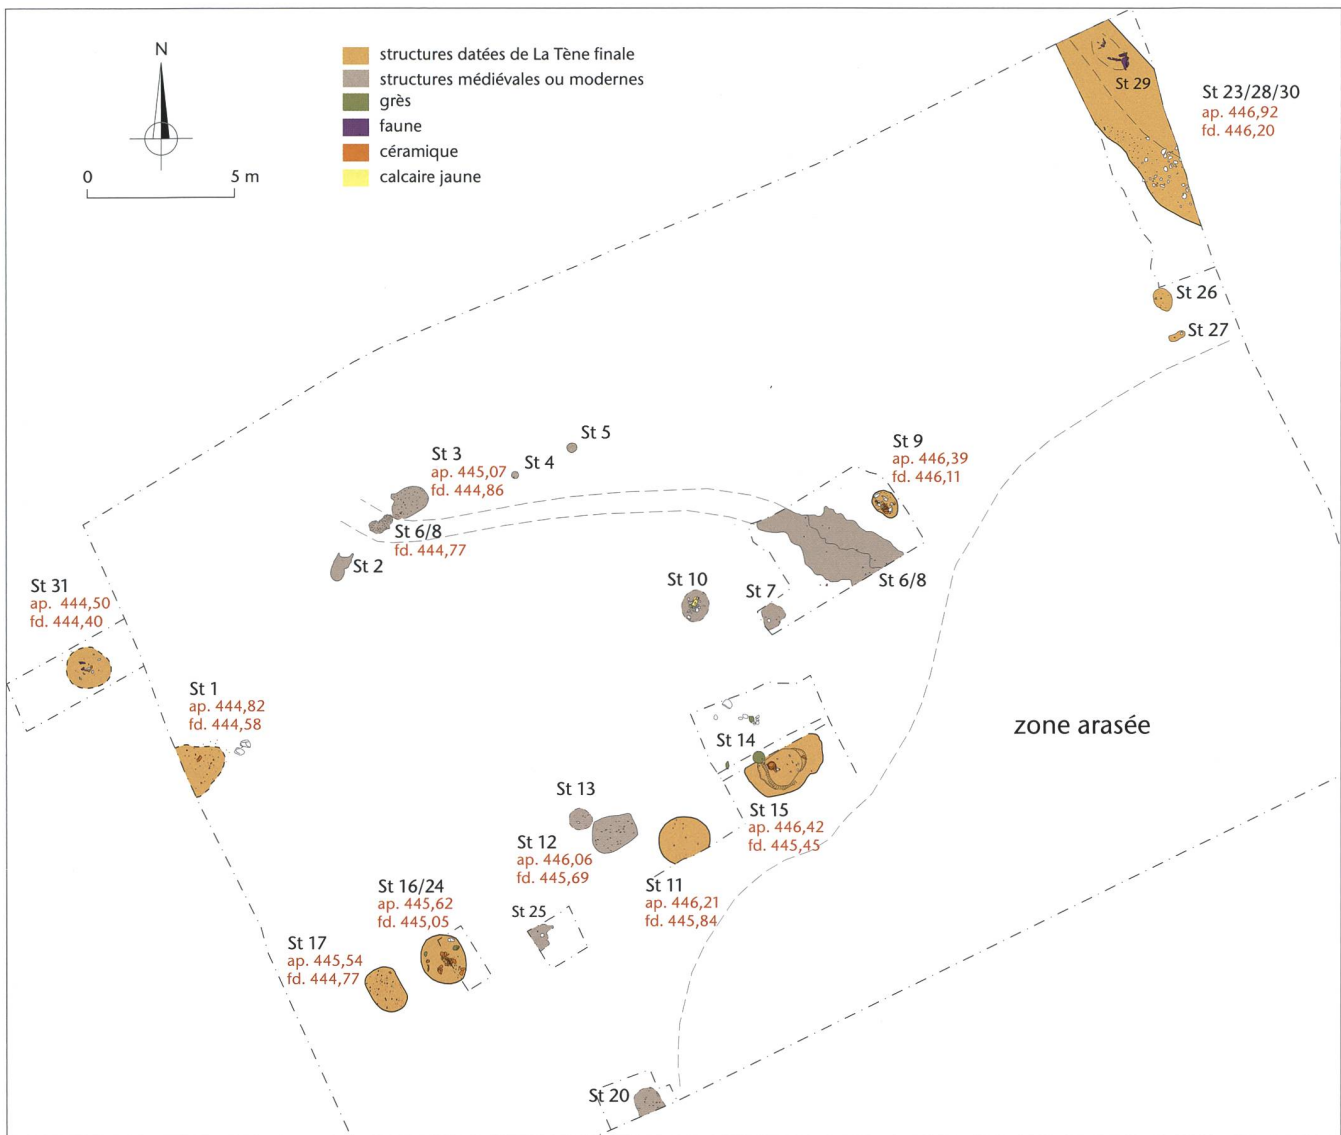 N
0 5 m
structures datées de La Tène finale
structures médiévales ou modernes
grès
faune
céramique
calcaire jaune
St 29
St 23/28/30
ap. 446,92
fd. 446,20
St 26
St 27
St 5
St 4
St 3
ap. 445,07
fd. 444,86
St 6/8
fd. 444,77
St 2
St 9
ap. 446,39
fd. 446,11
St 6/8
St 10
St 7
St 31
ap. 444,50
fd. 444,40
St 1
ap. 444,82
fd. 444,58
zone arasée
St 14
St 15
ap. 446,42
fd. 445,45
St 13
St 12
ap. 446,06
fd. 445,69
St 11
ap. 446,21
fd. 445,84
St 16/24
ap. 445,62
fd. 445,05
St 25
St 17
ap. 445,54
fd. 444,77
St 20